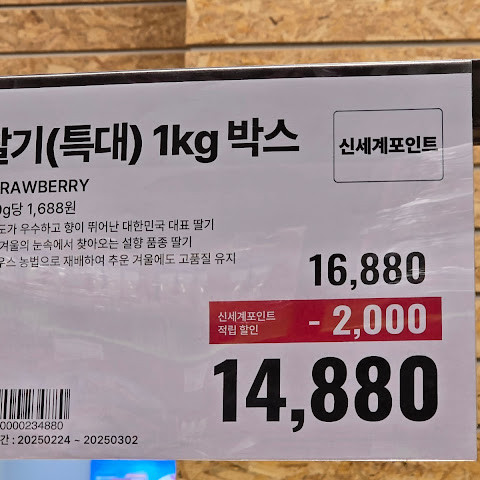 딸기(특대) 1kg 박스
신세계포인트
RAWBERRY
0g당 1,688원
도가 우수하고 향이 뛰어난 대한민국 대표 딸기
겨울의 눈속에서 찾아오는 설향 품종 딸기
우스 농법으로 재배하여 추운 겨울에도 고품질 유지
16,880
신세계포인트
적립 할인
- 2,000
14,880
0000234880
간 : 20250224 ~ 20250302